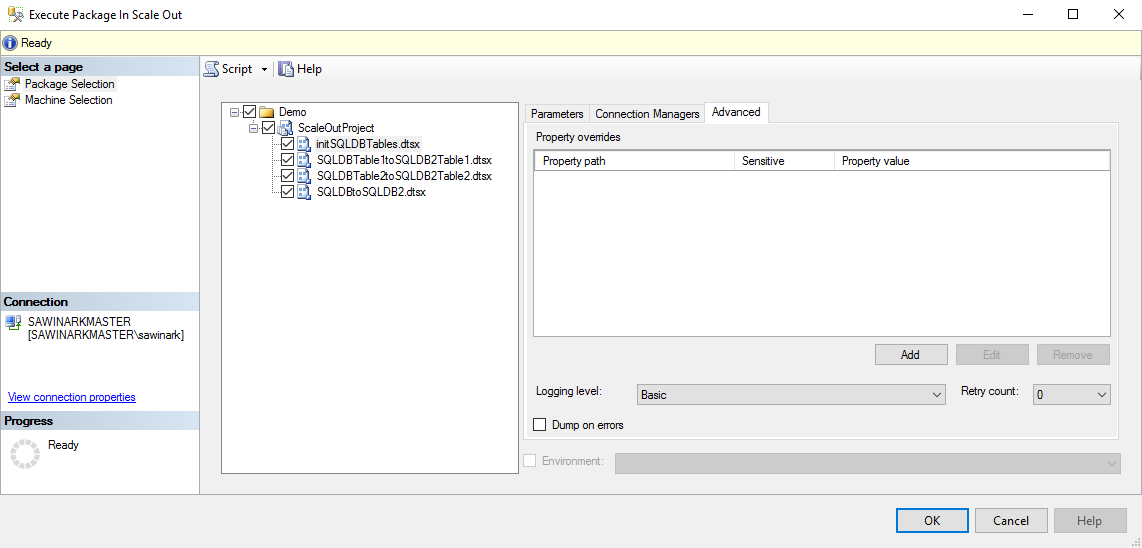 Execute Package In Scale Out
Ready
Select a page
Package Selection
Machine Selection
Script
Help
Demo
ScaleOutProject
initSQLDBTables.dtsx
SQLDBTable1toSQLDB2Table1.dtsx
SQLDBTable2toSQLDB2Table2.dtsx
SQLDBtoSQLDB2.dtsx
Parameters Connection Managers Advanced
Property overrides
Property path Sensitive Property value
Add Edit Remove
Logging level: Basic Retry count: 0
Dump on errors
Environment:
Connection
SAWINARKMASTER
[SAWINARKMASTER\sawinark]
View connection properties
Progress
Ready
OK Cancel Help